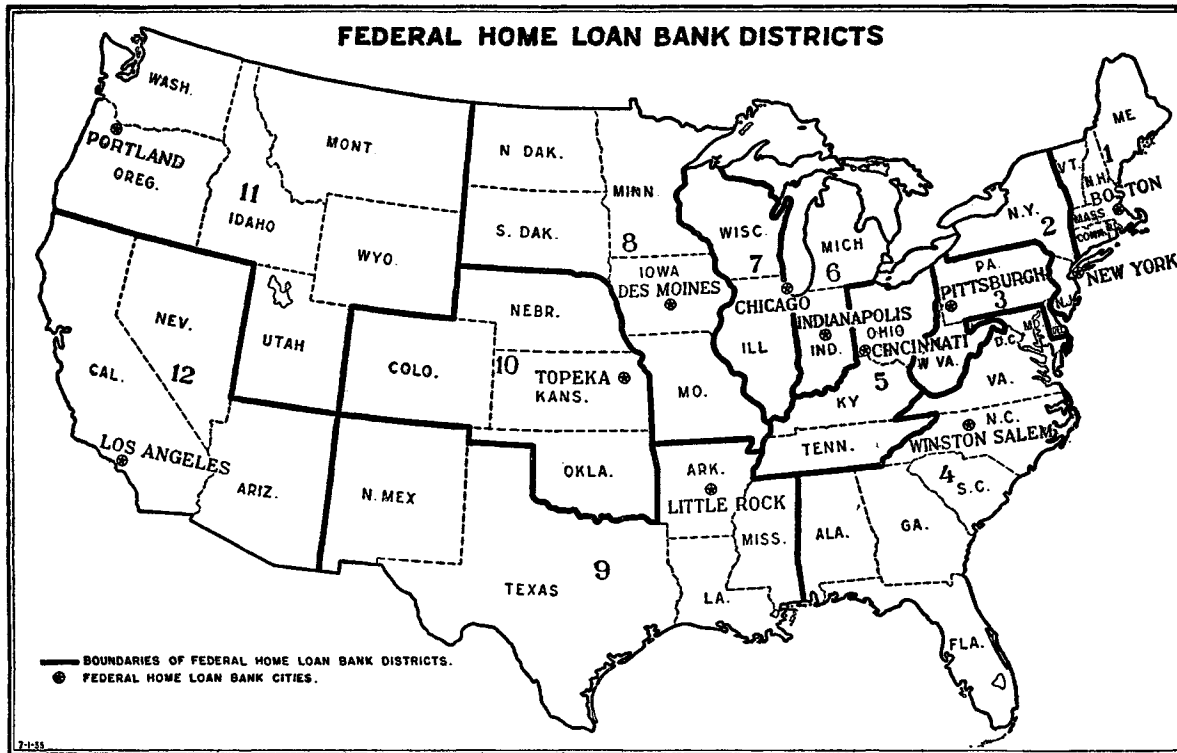 FEDERAL HOME LOAN BANK DISTRICTS
WASH.
PORTLAND
OREG.
MONT
11
IDAHO
WYO.
N. DAK.
S. DAK.
MINN.
8
IOWA
DES MOINES
WISC.
7
CHICAGO
ILL
MICH
6
INDIANAPOLIS
IND.
OHIO
CINCINNATI
5
KY
W VA.
ME
VT.
N.H.
1
BOSTON
MASS
CONN.
R.I.
N.Y.
2
NEW YORK
PA.
PITTSBURGH
3
N.J.
MD.
DEL.
D.C.
VA.
N.C.
WINSTON SALEM
4
S.C.
TENN.
NEBR.
10
TOPEKA
KANS.
MO.
COLO.
UTAH
NEV.
CAL.
12
LOS ANGELES
ARIZ.
N. MEX
OKLA.
ARK.
LITTLE ROCK
MISS.
ALA.
GA.
TEXAS
9
LA.
FLA.
BOUNDARIES OF FEDERAL HOME LOAN BANK DISTRICTS.
FEDERAL HOME LOAN BANK CITIES.
7-1-35